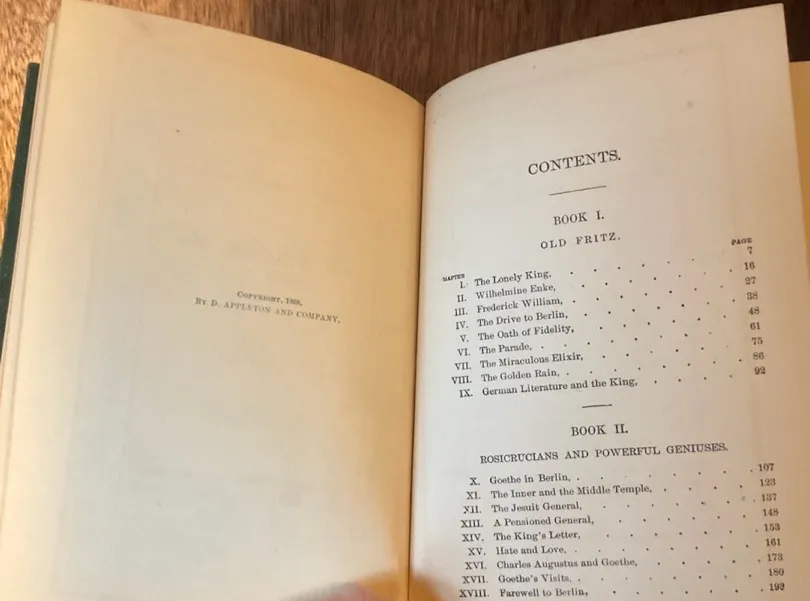 COPYRIGHT, 1868,
BY D. APPLETON AND COMPANY.
CONTENTS.
BOOK I.
OLD FRITZ.
CHAPTER PAGE
I. The Lonely King, . . . . . . 7
II. Wilhelmine Enke, . . . . . . 16
III. Frederick William, . . . . . . 27
IV. The Drive to Berlin, . . . . . . 38
V. The Oath of Fidelity, . . . . . . 48
VI. The Parade, . . . . . . 61
VII. The Miraculous Elixir, . . . . . . 75
VIII. The Golden Rain, . . . . . . 86
IX. German Literature and the King, . . . . 92
BOOK II.
ROSICRUCIANS AND POWERFUL GENIUSES.
X. Goethe in Berlin, . . . . . . 107
XI. The Inner and the Middle Temple, . . . . 123
XII. The Jesuit General, . . . . . . 137
XIII. A Pensioned General, . . . . . . 148
XIV. The King's Letter, . . . . . . 153
XV. Hate and Love, . . . . . . 161
XVI. Charles Augustus and Goethe, . . . . . 173
XVII. Goethe's Visits, . . . . . . 180
XVIII. Farewell to Berlin, . . . . . . 192